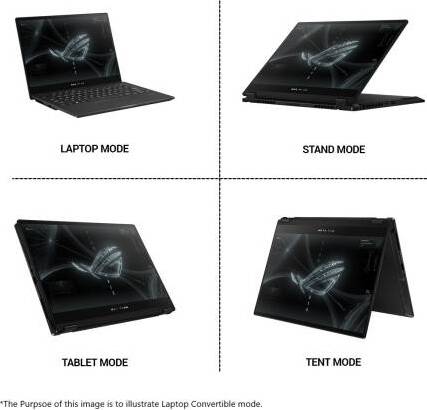 LAPTOP MODE
STAND MODE
TABLET MODE
TENT MODE
*The Purpsoe of this image is to illustrate Laptop Convertible mode.